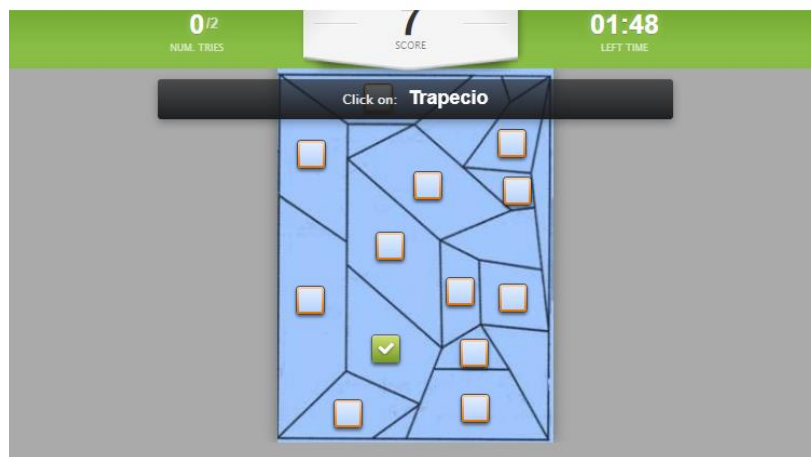 0/2
NUM. TRIES
7
SCORE
01:48
LEFT TIME
Click on: Trapecio